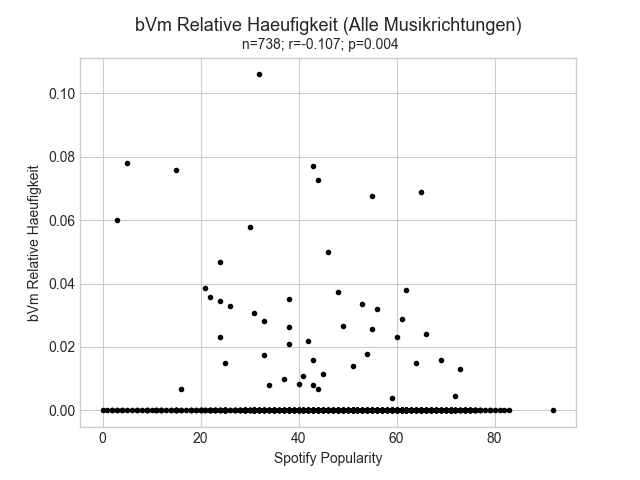 bVm Relative Haeufigkeit (Alle Musikrichtungen)
n=738; r=-0.107; p=0.004
0.10
0.08
0.06
0.04
0.02
0.00
bVm Relative Haeufigkeit
0 20 40 60 80
Spotify Popularity